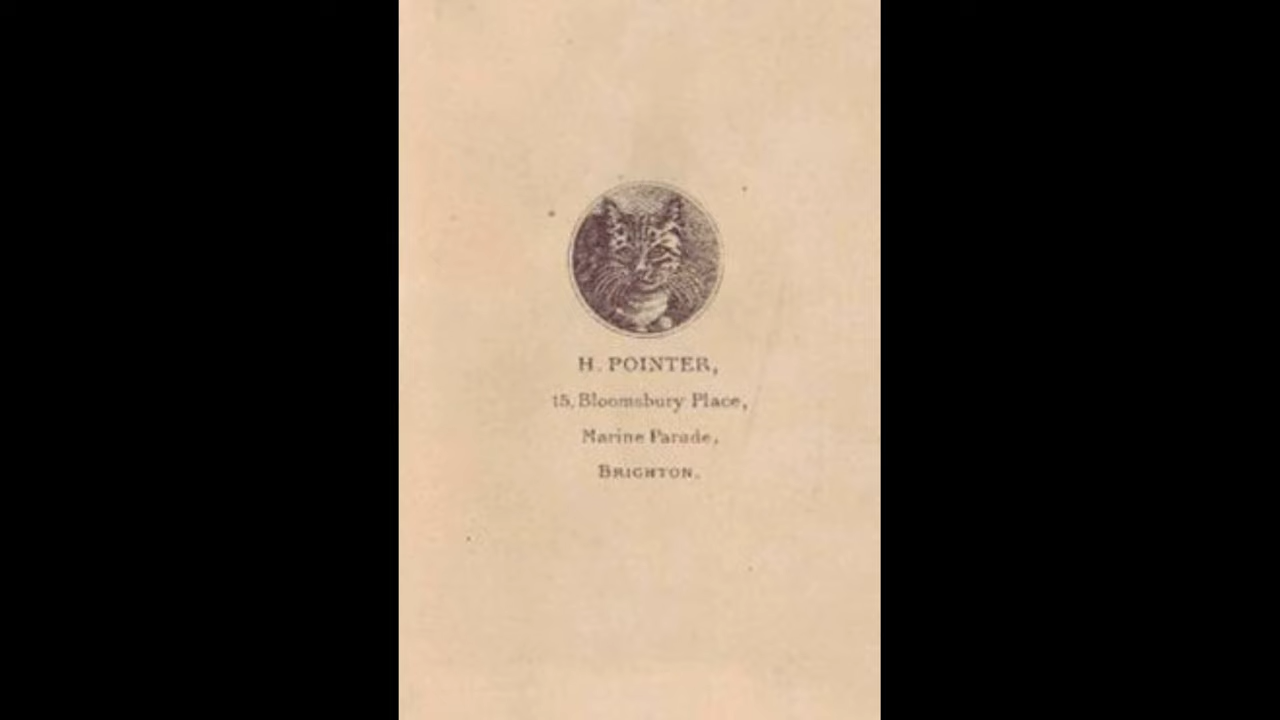 H. POINTER,
15, Bloomsbury Place,
Marine Parade,
BRIGHTON.